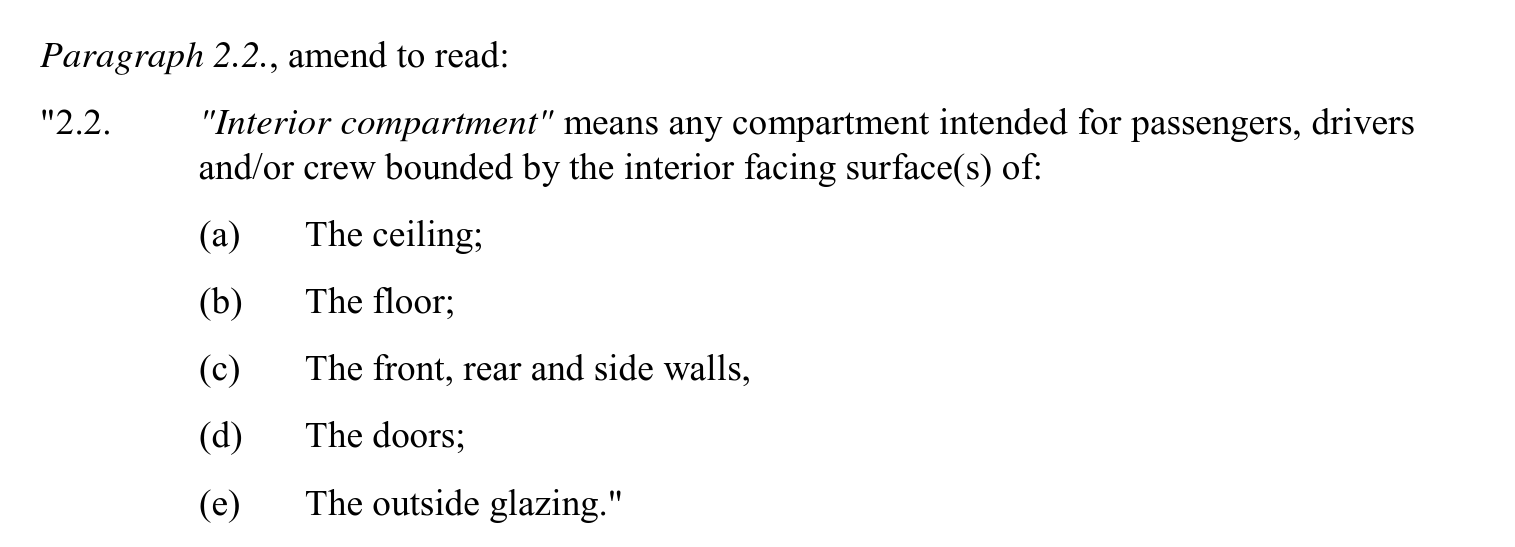 Paragraph 2.2., amend to read:
"2.2. "Interior compartment" means any compartment intended for passengers, drivers
and/or crew bounded by the interior facing surface(s) of:
(a) The ceiling;
(b) The floor;
(c) The front, rear and side walls,
(d) The doors;
(e) The outside glazing."